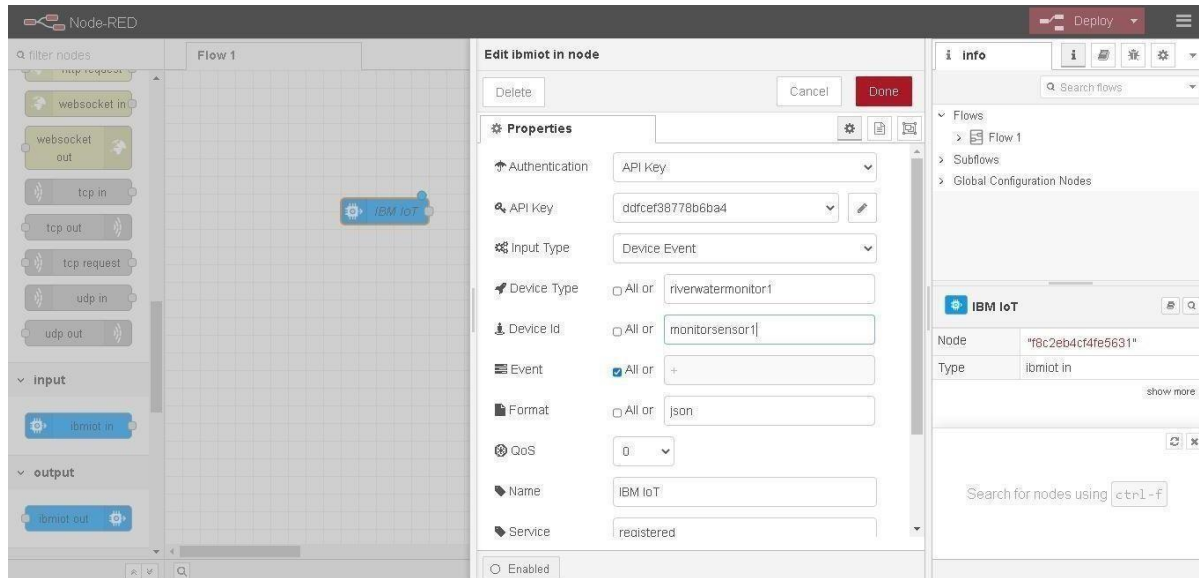 Node-RED
Deploy
filter nodes
http request
websocket in
websocket
out
tcp in
tcp out
tcp request
udp in
udp out
input
ibmiot in
output
ibmiot out
Flow 1
IBM IoT
Edit ibmiot in node
Delete
Cancel
Done
Properties
Authentication
API Key
API Key
ddfcef38778b6ba4
Input Type
Device Event
Device Type
All or
riverwatermonitor1
Device Id
All or
monitorsensor1
Event
All or
+
Format
All or
json
QoS
0
Name
IBM IoT
Service
registered
Enabled
i info
i
Search flows
Flows
Flow 1
Subflows
Global Configuration Nodes
IBM IoT
Node
"f8c2eb4cf4fe5631"
Type
ibmiot in
show more
Search for nodes using ctrl-f